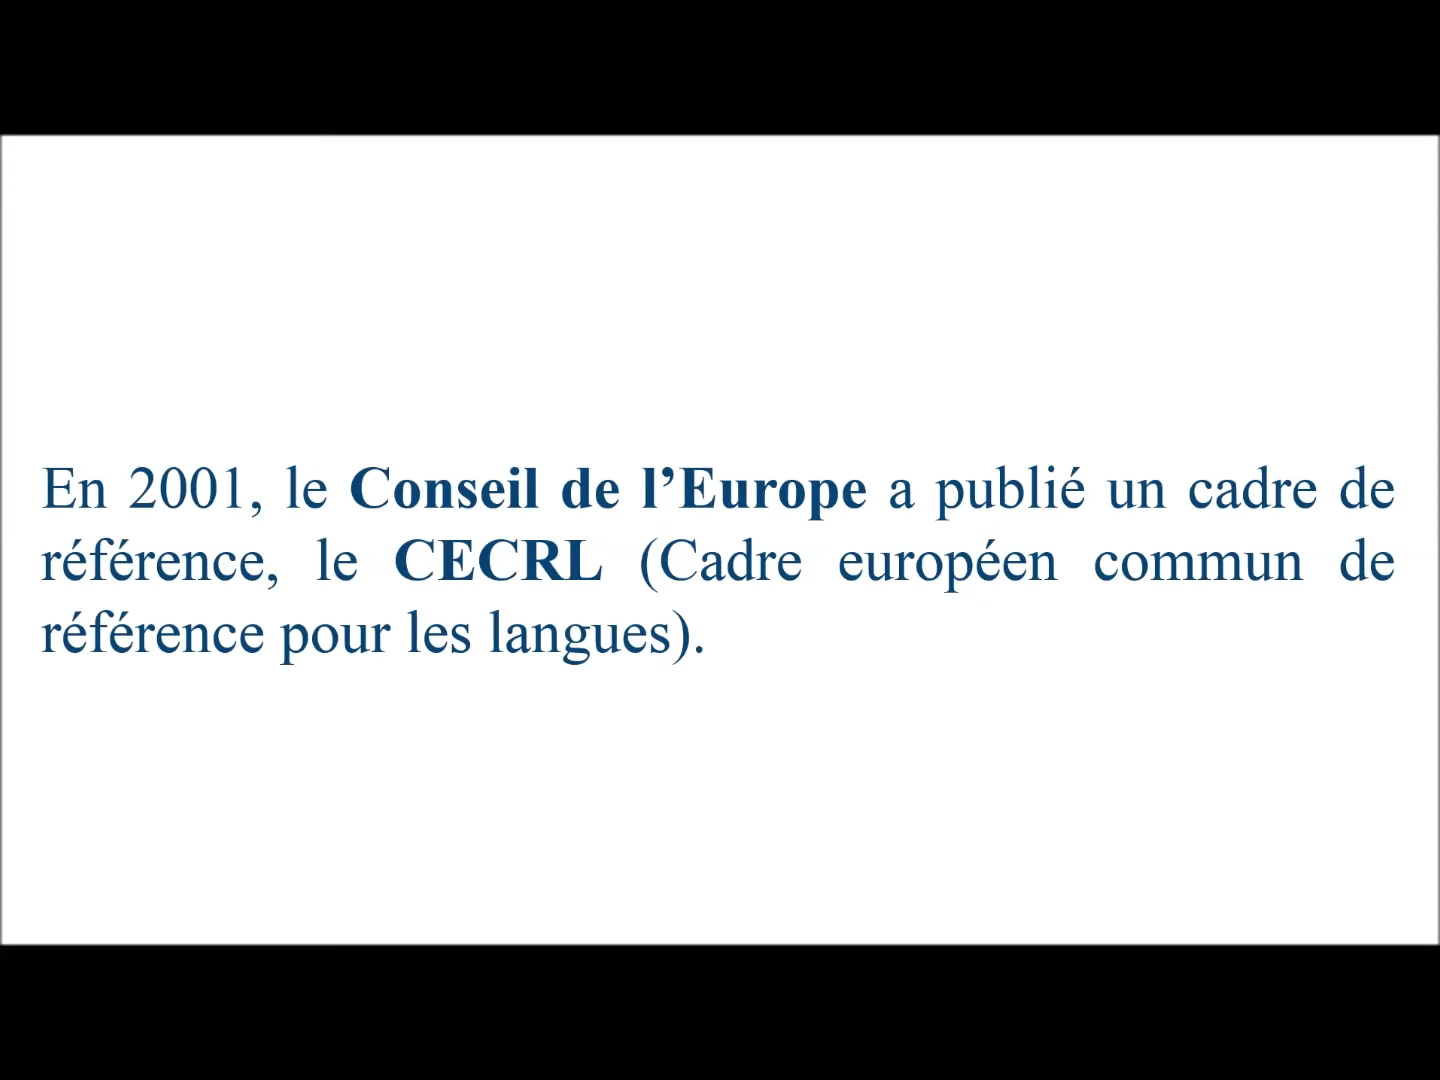 En 2001, le Conseil de l’Europe a publié un cadre de
référence, le CECRL (Cadre européen commun de
référence pour les langues).